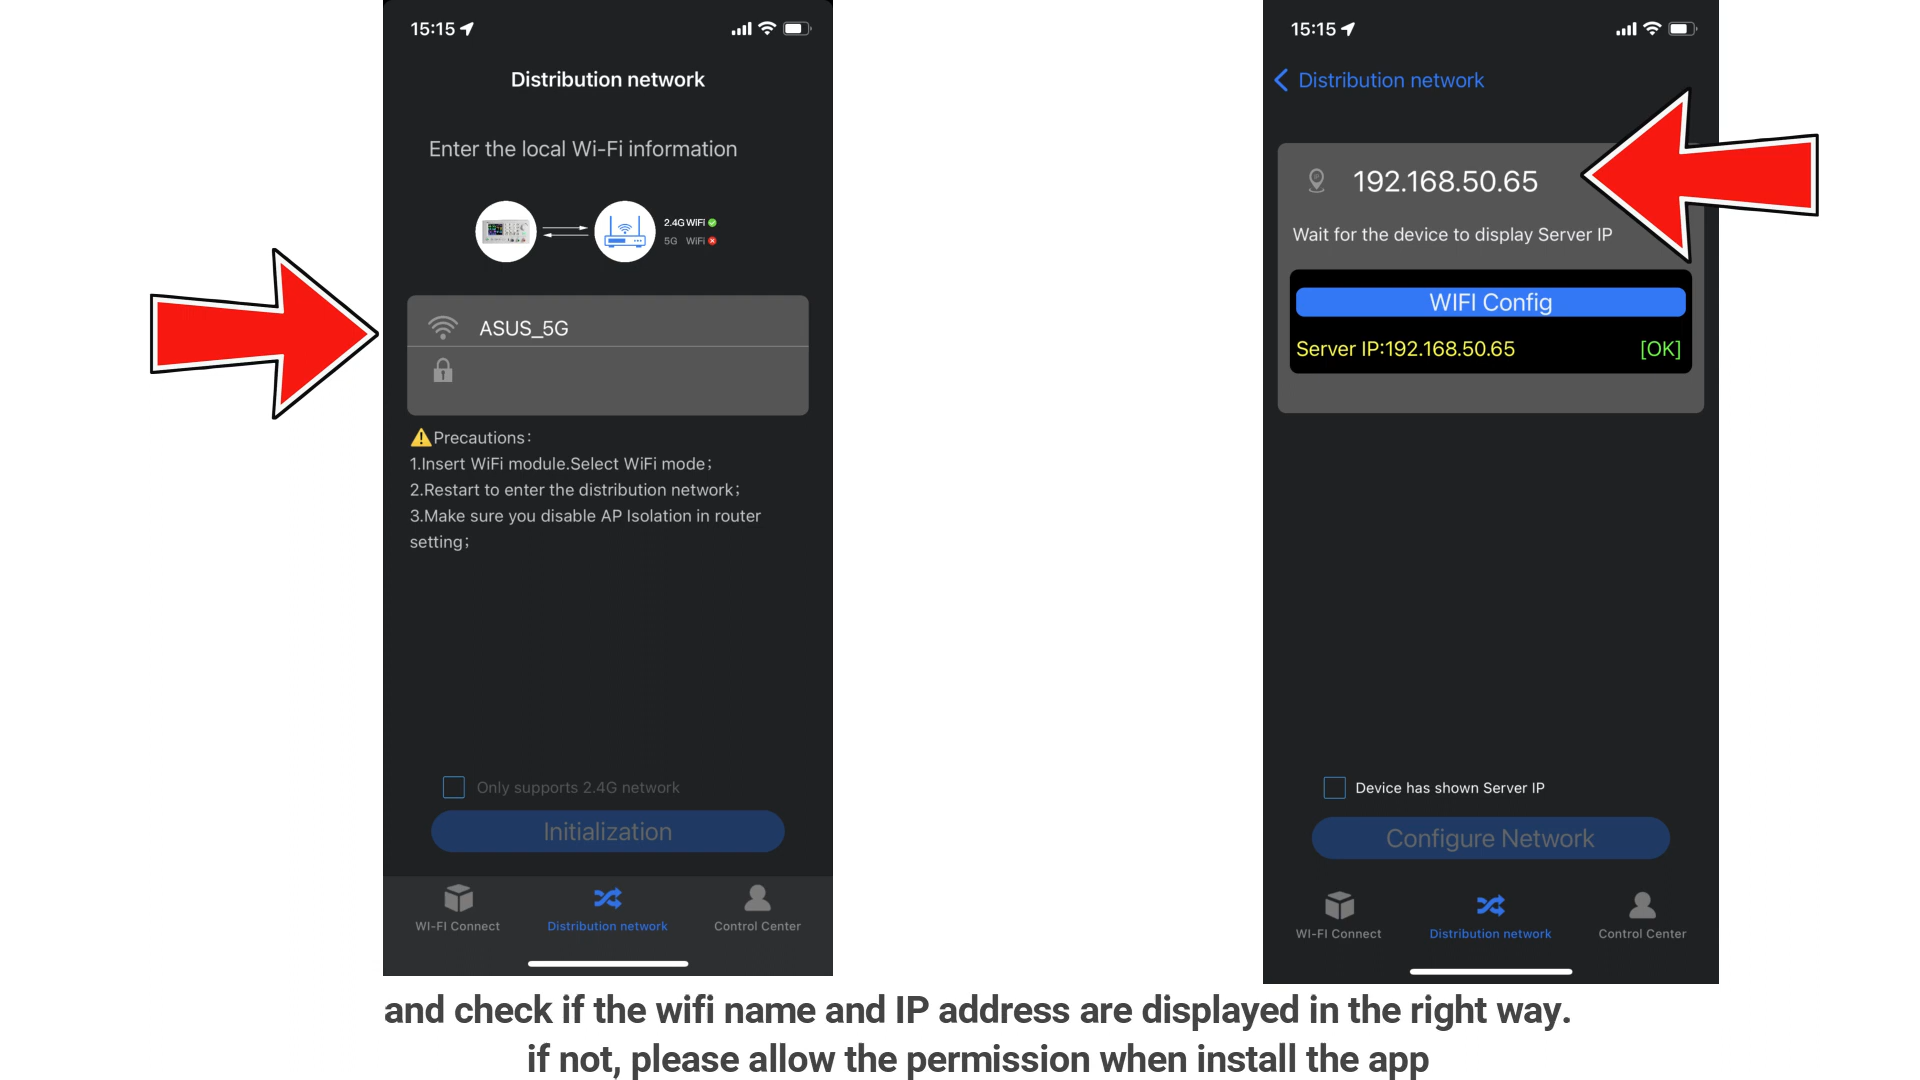 15:15
Distribution network
Enter the local Wi-Fi information
2.4G WiFi
5G WiFi
ASUS_5G
Precautions:
1.Insert WiFi module.Select WiFi mode;
2.Restart to enter the distribution network;
3.Make sure you disable AP Isolation in router
setting;
Only supports 2.4G network
Initialization
WI-FI Connect
Distribution network
Control Center
15:15
Distribution network
192.168.50.65
Wait for the device to display Server IP
WIFI Config
Server IP:192.168.50.65 [OK]
Device has shown Server IP
Configure Network
WI-FI Connect
Distribution network
Control Center
and check if the wifi name and IP address are displayed in the right way.
if not, please allow the permission when install the app